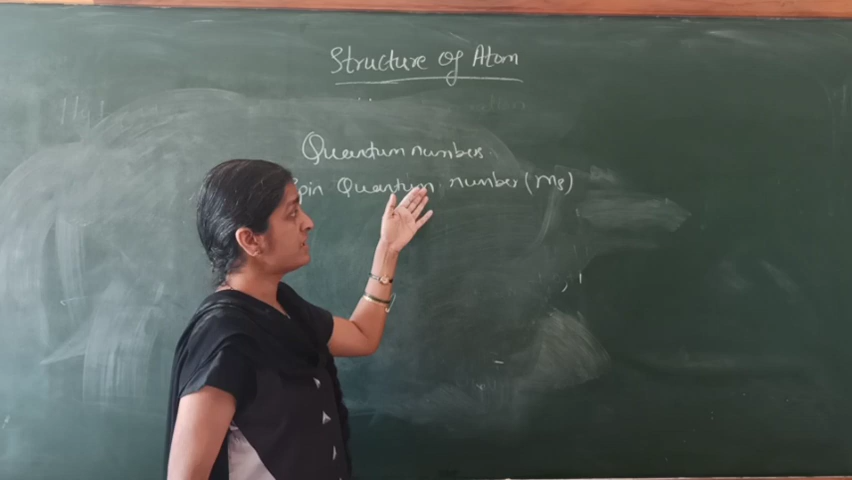 Structure of Atom
Quantum numbers.
Spin Quantum number (ms)